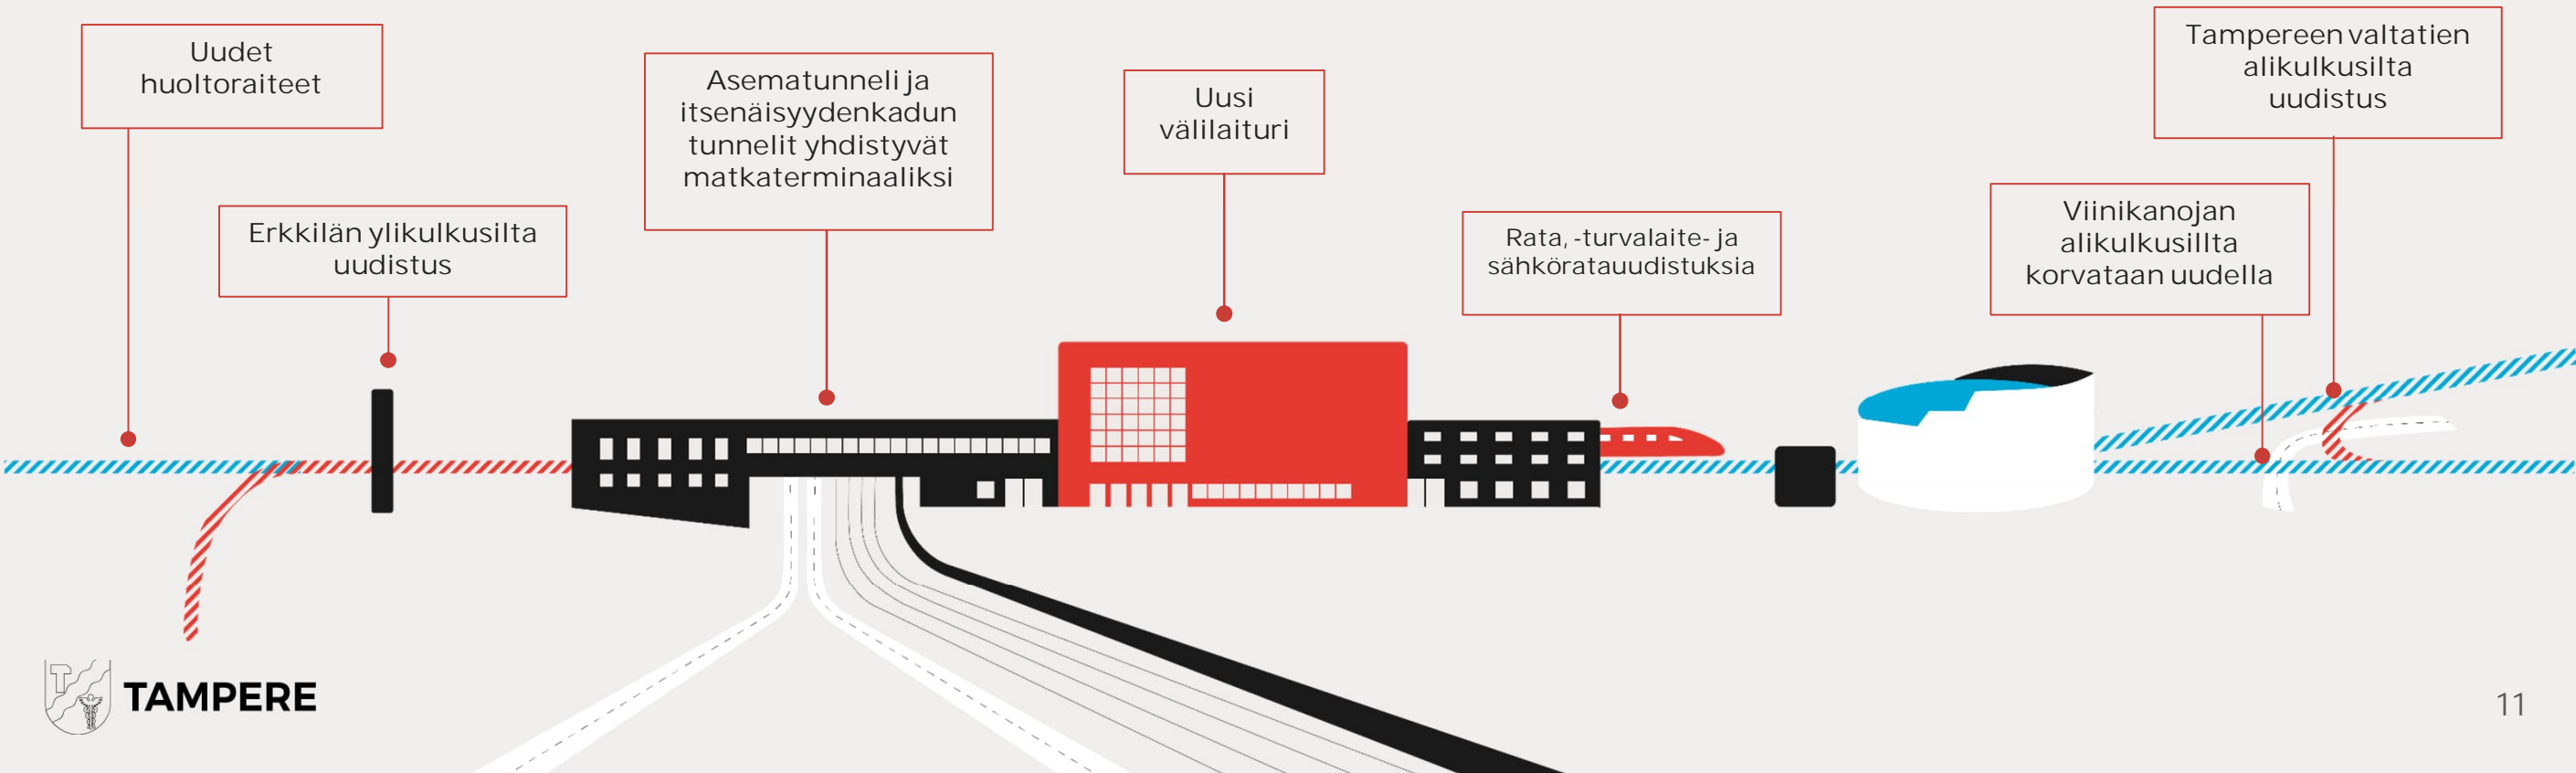 Uudet
huoltoraiteet
Erkkilän ylikulkusilta
uudistus
Asematunneli ja
itsenäisyydenkadun
tunnelit yhdistyvät
matkaterminaaliksi
Uusi
välilaituri
Rata, -turvalaite- ja
sähköratauudistuksia
Viinikanojan
alikulkusillta
korvataan uudella
Tampereen valtatien
alikulkusilta
uudistus
T
TAMPERE
11